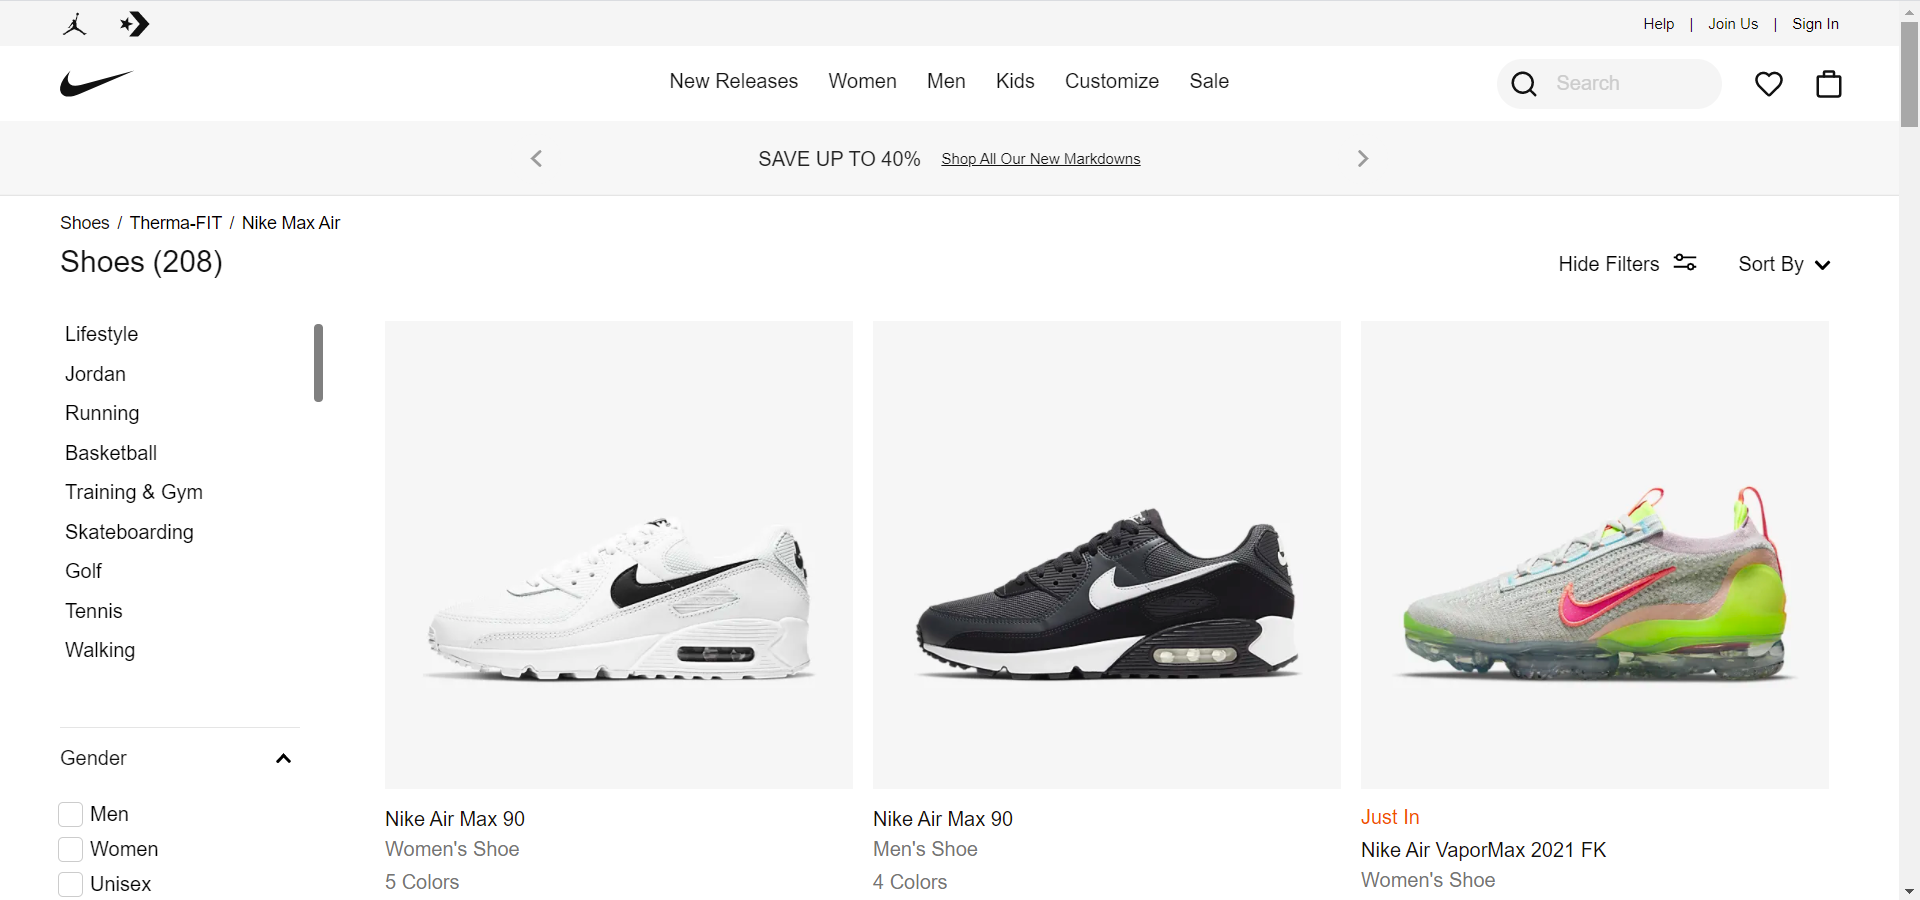 Help | Join Us | Sign In
New Releases Women Men Kids Customize Sale
Search
SAVE UP TO 40% Shop All Our New Markdowns
Shoes / Therma-FIT / Nike Max Air
Shoes (208)
Hide Filters
Sort By
Lifestyle
Jordan
Running
Basketball
Training & Gym
Skateboarding
Golf
Tennis
Walking
Gender
Men
Women
Unisex
Nike Air Max 90
Women's Shoe
5 Colors
Nike Air Max 90
Men's Shoe
4 Colors
Just In
Nike Air VaporMax 2021 FK
Women's Shoe